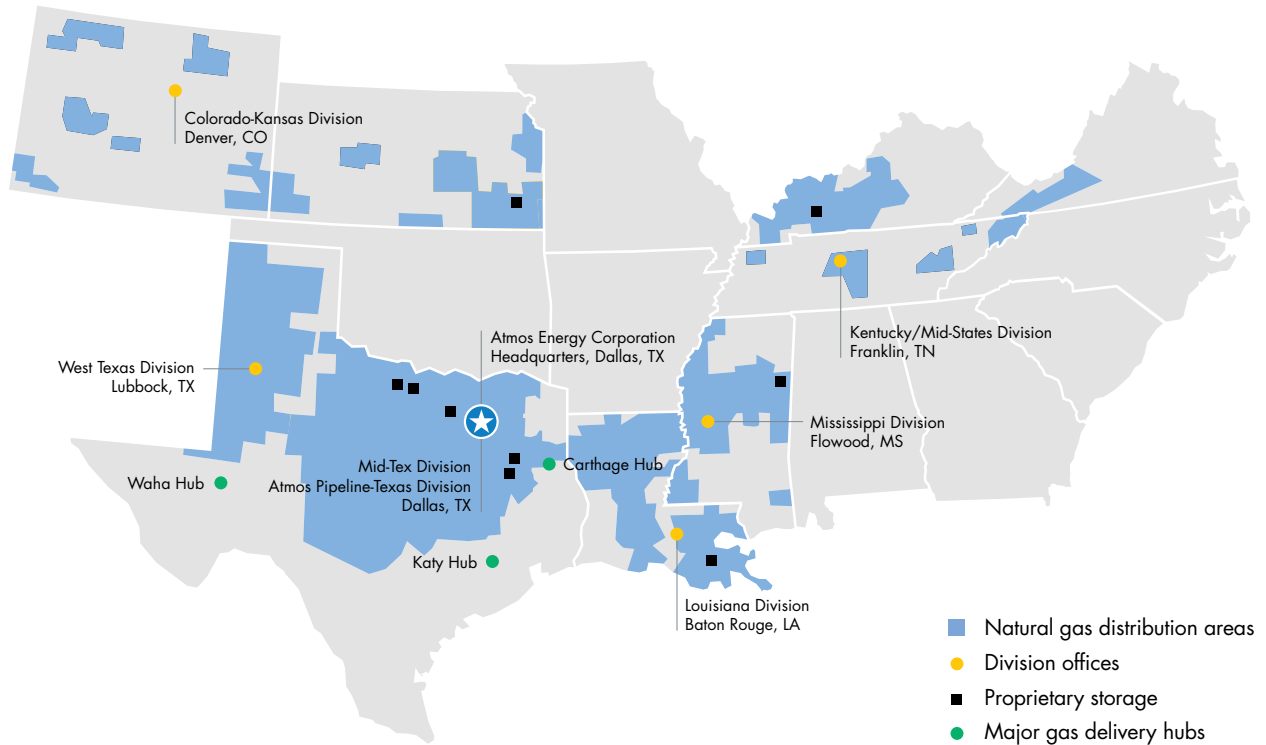 Colorado-Kansas Division
Denver, CO
Atmos Energy Corporation
Headquarters, Dallas, TX
Kentucky/Mid-States Division
Franklin, TN
West Texas Division
Lubbock, TX
Mississippi Division
Flowood, MS
Mid-Tex Division
Atmos Pipeline-Texas Division
Dallas, TX
Carthage Hub
Waha Hub
Katy Hub
Louisiana Division
Baton Rouge, LA
Natural gas distribution areas
Division offices
Proprietary storage
Major gas delivery hubs